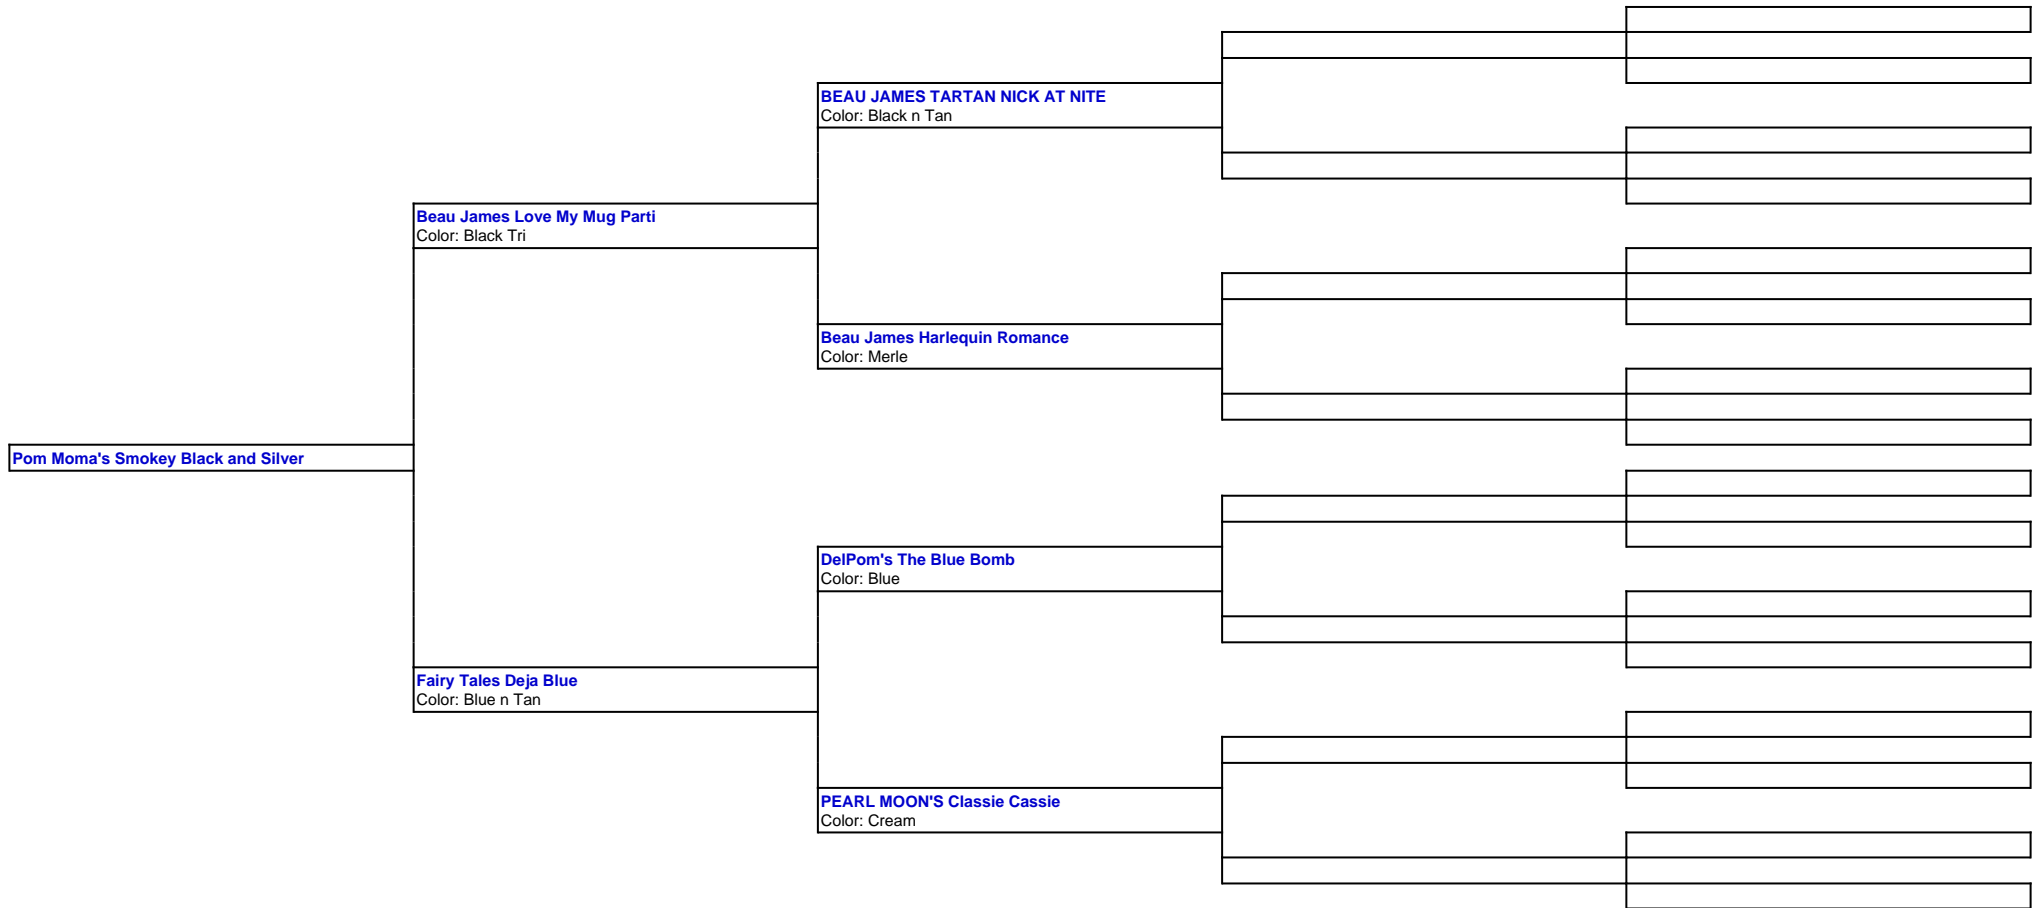 BEAU JAMES TARTAN NICK AT NITE
Color: Black n Tan
Beau James Love My Mug Parti
Color: Black Tri
Beau James Harlequin Romance
Color: Merle
Pom Moma's Smokey Black and Silver
DelPom's The Blue Bomb
Color: Blue
Fairy Tales Deja Blue
Color: Blue n Tan
PEARL MOON'S Classie Cassie
Color: Cream